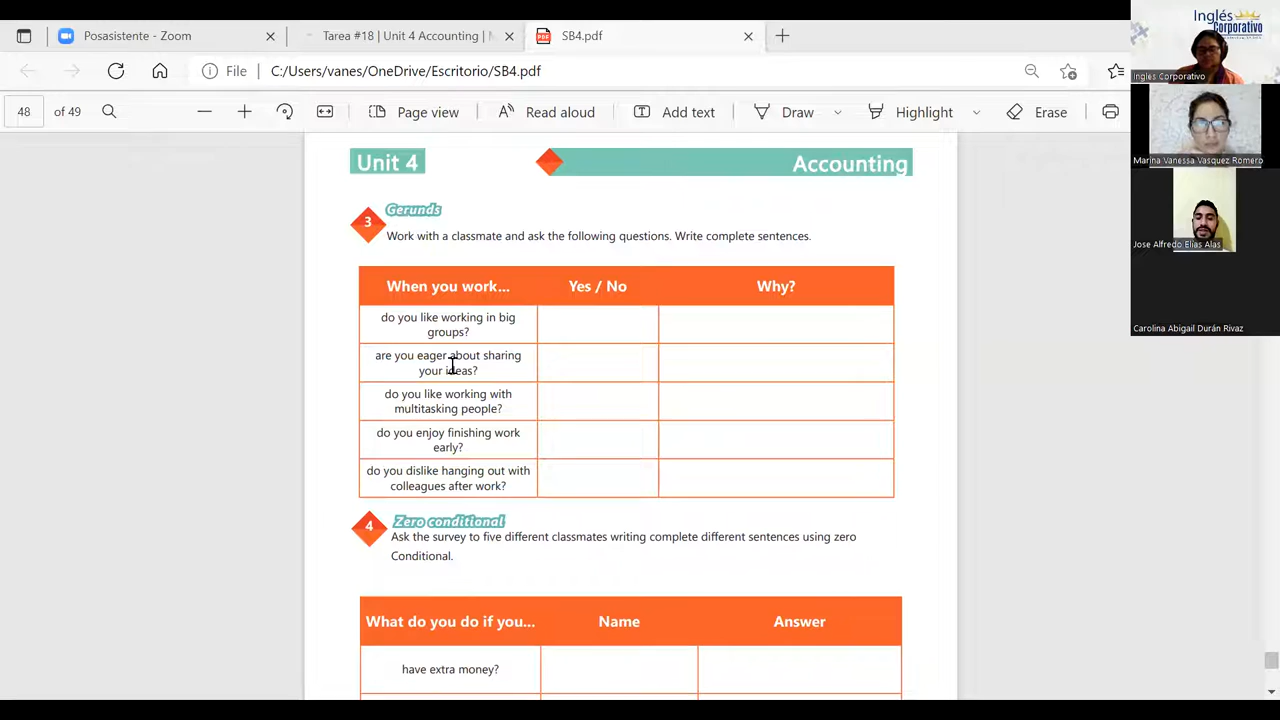 Posasistente - Zoom
Tarea #18 | Unit 4 Accounting |
SB4.pdf
File
C:/Users/vanes/OneDrive/Escritorio/SB4.pdf
48 of 49
Page view
Read aloud
Add text
Draw
Highlight
Erase
Unit 4
Accounting
3
Gerunds
Work with a classmate and ask the following questions. Write complete sentences.
When you work...
Yes / No
Why?
do you like working in big
groups?
are you eager about sharing
your ideas?
do you like working with
multitasking people?
do you enjoy finishing work
early?
do you dislike hanging out with
colleagues after work?
4
Zero conditional
Ask the survey to five different classmates writing complete different sentences using zero
Conditional.
What do you do if you...
Name
Answer
have extra money?
Inglés
Corporativo
Ingles Corporativo
Marina Vanessa Vasquez Romero
Jose Alfredo Elias Alas
Carolina Abigail Durán Rivaz